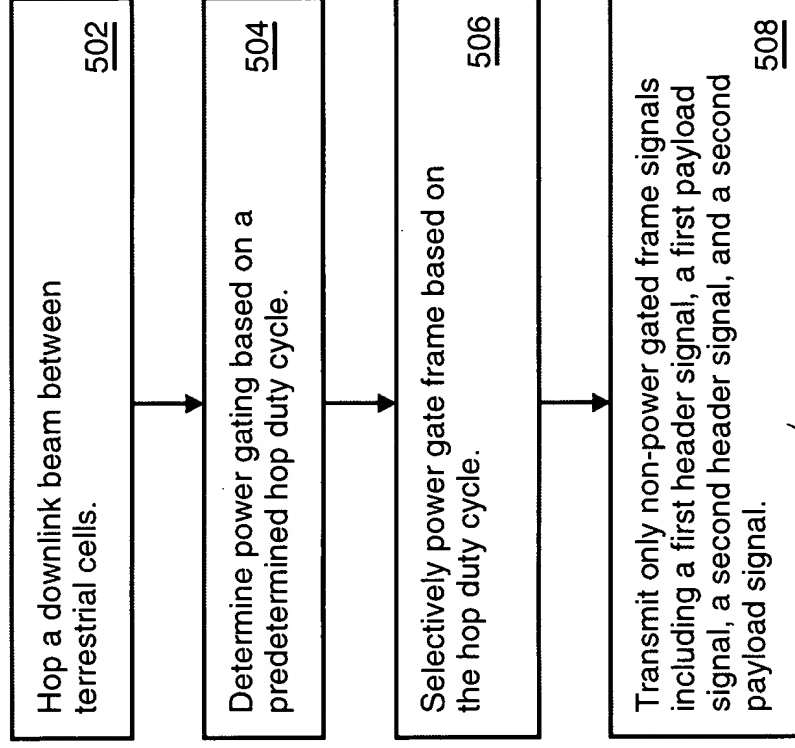 Hop a downlink beam between
terrestrial cells.
502
Determine power gating based on a
predetermined hop duty cycle.
504
Selectively power gate frame based on
the hop duty cycle.
506
Transmit only non-power gated frame signals
including a first header signal, a first payload
signal, a second header signal, and a second
payload signal.
508